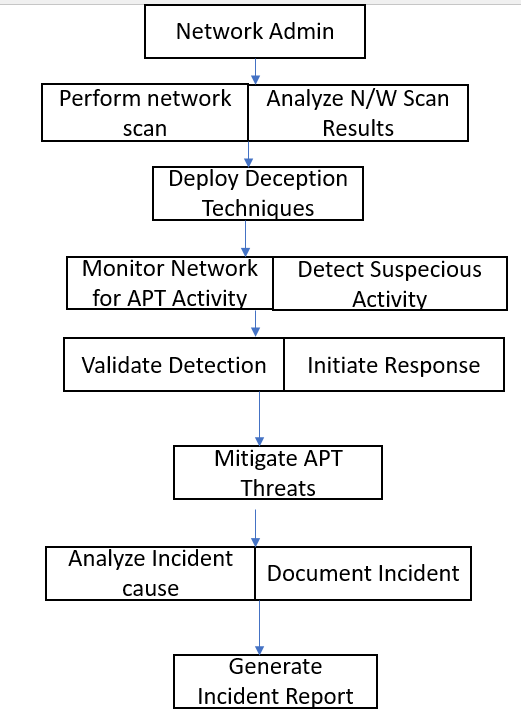 Network Admin
Perform network
scan
Analyze N/W Scan
Results
Deploy Deception
Techniques
Monitor Network
for APT Activity
Detect Suspecious
Activity
Validate Detection
Initiate Response
Mitigate APT
Threats
Analyze Incident
cause
Document Incident
Generate
Incident Report